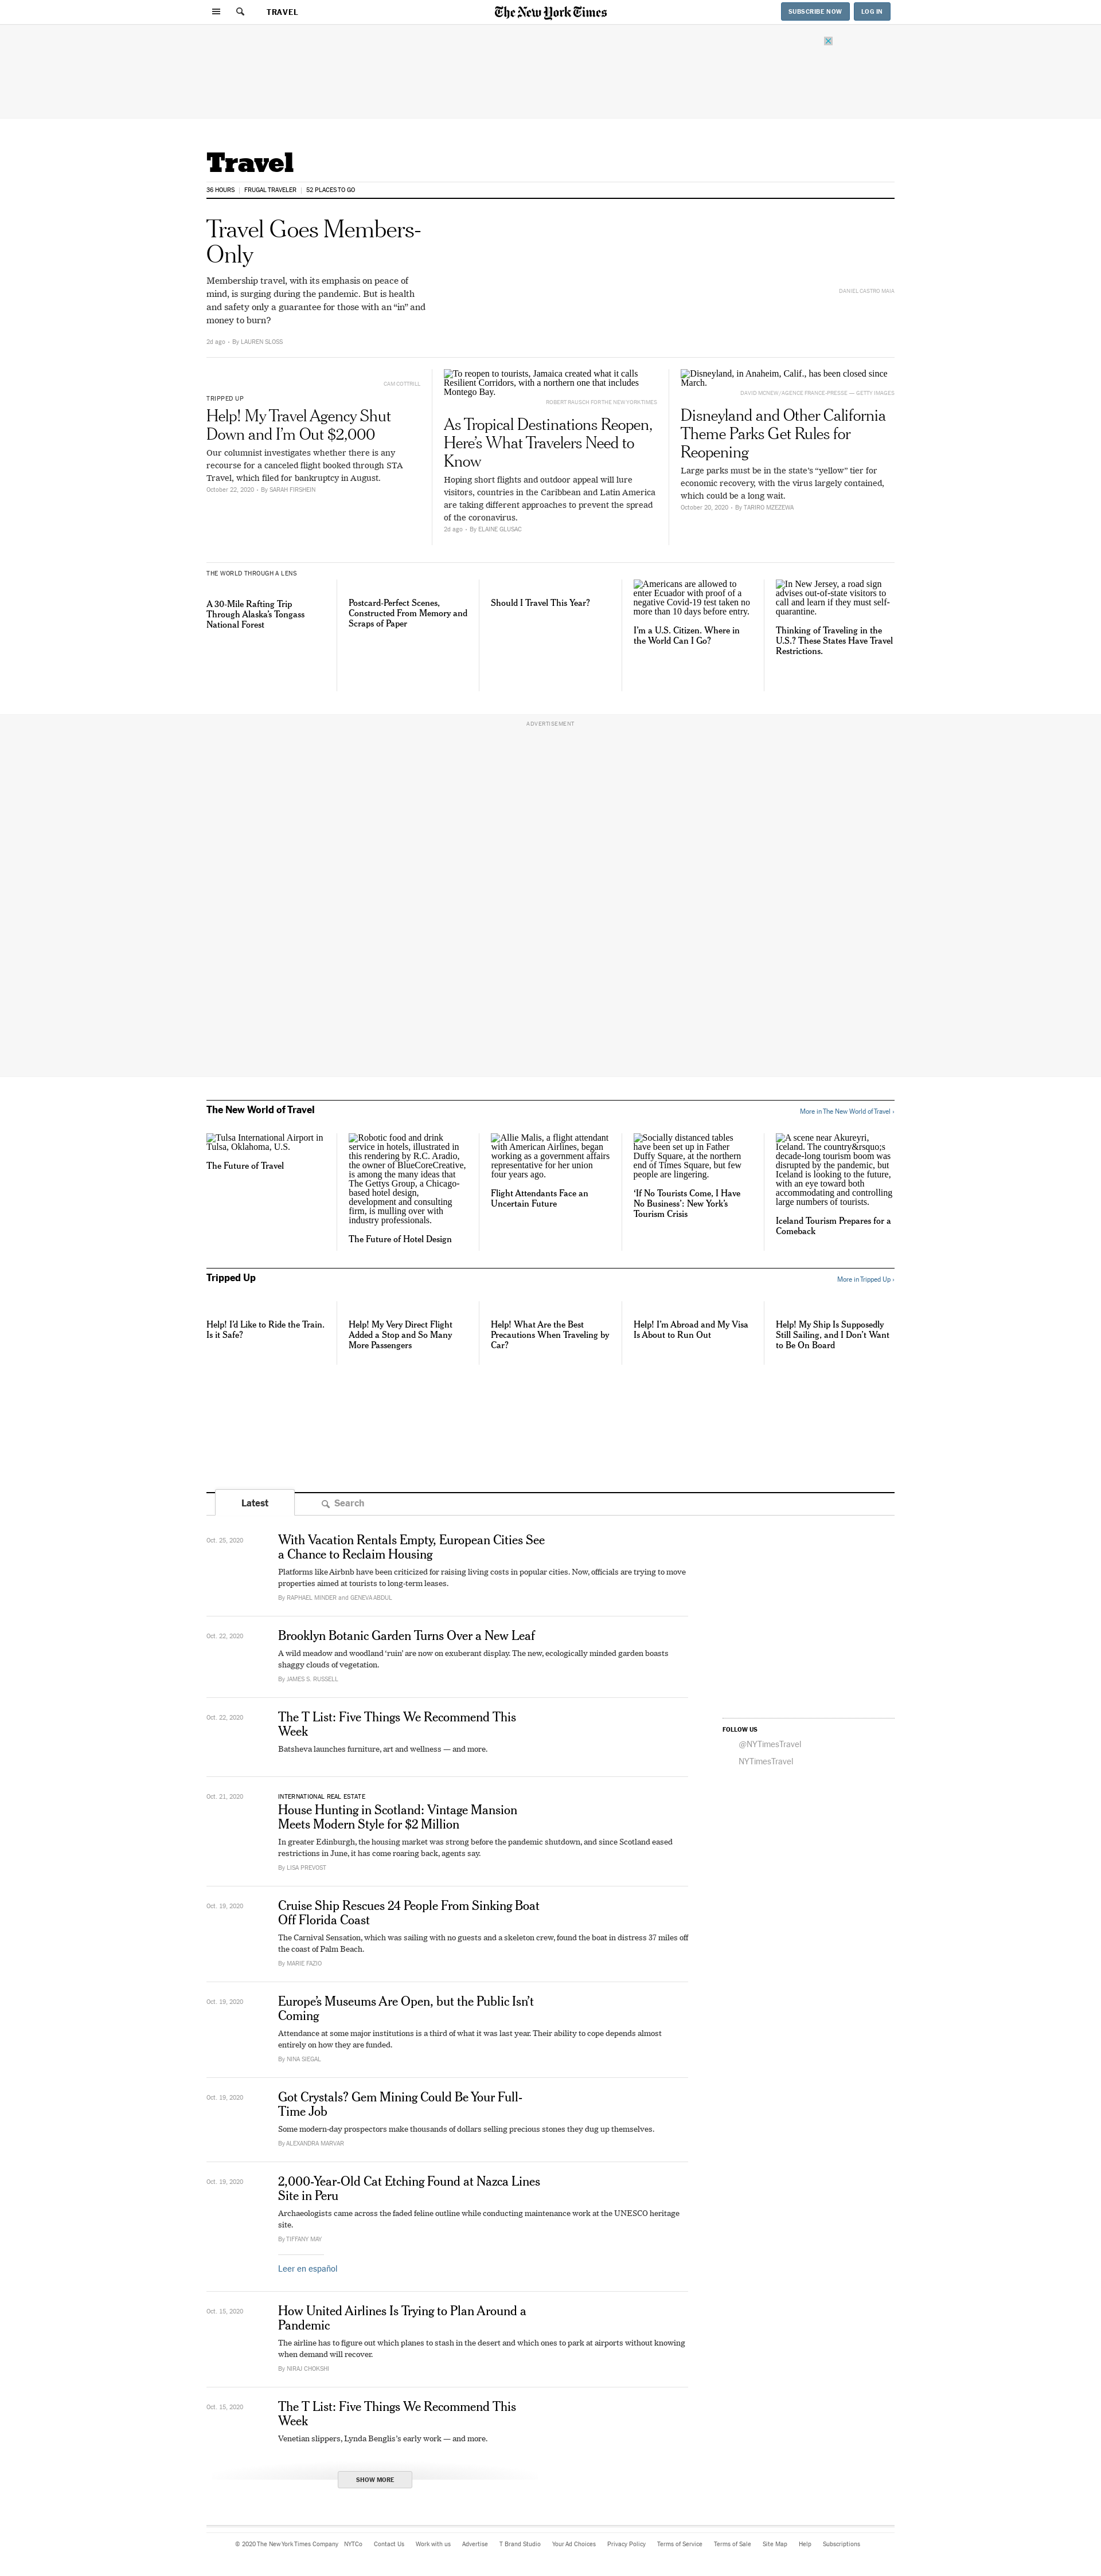 TRAVEL
The New York Times
SUBSCRIBE NOW
LOG IN
Travel
36 HOURS
FRUGAL TRAVELER
52 PLACES TO GO
Travel Goes Members-
Only
Membership travel, with its emphasis on peace of
mind, is surging during the pandemic. But is health
and safety only a guarantee for those with an “in” and
money to burn?
2d ago • By LAUREN SLOSS
DANIEL CASTRO MAIA
CAM COTTRILL
TRIPPED UP
Help! My Travel Agency Shut
Down and I’m Out $2,000
Our columnist investigates whether there is any
recourse for a canceled flight booked through STA
Travel, which filed for bankruptcy in August.
October 22, 2020 • By SARAH FIRSHEIN
To reopen to tourists, Jamaica created what it calls
Resilient Corridors, with a northern one that includes
Montego Bay.
ROBERT RAUSCH FOR THE NEW YORK TIMES
As Tropical Destinations Reopen,
Here’s What Travelers Need to
Know
Hoping short flights and outdoor appeal will lure
visitors, countries in the Caribbean and Latin America
are taking different approaches to prevent the spread
of the coronavirus.
2d ago • By ELAINE GLUSAC
Disneyland, in Anaheim, Calif., has been closed since
March.
DAVID MCNEW/AGENCE FRANCE-PRESSE — GETTY IMAGES
Disneyland and Other California
Theme Parks Get Rules for
Reopening
Large parks must be in the state’s “yellow” tier for
economic recovery, with the virus largely contained,
which could be a long wait.
October 20, 2020 • By TARIRO MZEZEWA
THE WORLD THROUGH A LENS
A 30-Mile Rafting Trip
Through Alaska’s Tongass
National Forest
Postcard-Perfect Scenes,
Constructed From Memory and
Scraps of Paper
Should I Travel This Year?
Americans are allowed to
enter Ecuador with proof of a
negative Covid-19 test taken no
more than 10 days before entry.
I’m a U.S. Citizen. Where in
the World Can I Go?
In New Jersey, a road sign
advises out-of-state visitors to
call and learn if they must self-
quarantine.
Thinking of Traveling in the
U.S.? These States Have Travel
Restrictions.
ADVERTISEMENT
The New World of Travel
More in The New World of Travel ›
Tulsa International Airport in
Tulsa, Oklahoma, U.S.
The Future of Travel
Robotic food and drink
service in hotels, illustrated in
this rendering by R.C. Aradio,
the owner of BlueCoreCreative,
is among the many ideas that
The Gettys Group, a Chicago-
based hotel design,
development and consulting
firm, is mulling over with
industry professionals.
The Future of Hotel Design
Allie Malis, a flight attendant
with American Airlines, began
working as a government affairs
representative for her union
four years ago.
Flight Attendants Face an
Uncertain Future
Socially distanced tables
have been set up in Father
Duffy Square, at the northern
end of Times Square, but few
people are lingering.
‘If No Tourists Come, I Have
No Business’: New York’s
Tourism Crisis
A scene near Akureyri,
Iceland. The country&rsquo;s
decade-long tourism boom was
disrupted by the pandemic, but
Iceland is looking to the future,
with an eye toward both
accommodating and controlling
large numbers of tourists.
Iceland Tourism Prepares for a
Comeback
Tripped Up
More in Tripped Up ›
Help! I’d Like to Ride the Train.
Is it Safe?
Help! My Very Direct Flight
Added a Stop and So Many
More Passengers
Help! What Are the Best
Precautions When Traveling by
Car?
Help! I’m Abroad and My Visa
Is About to Run Out
Help! My Ship Is Supposedly
Still Sailing, and I Don’t Want
to Be On Board
Latest
Search
Oct. 25, 2020
With Vacation Rentals Empty, European Cities See
a Chance to Reclaim Housing
Platforms like Airbnb have been criticized for raising living costs in popular cities. Now, officials are trying to move
properties aimed at tourists to long-term leases.
By RAPHAEL MINDER and GENEVA ABDUL
Oct. 22, 2020
Brooklyn Botanic Garden Turns Over a New Leaf
A wild meadow and woodland ‘ruin’ are now on exuberant display. The new, ecologically minded garden boasts
shaggy clouds of vegetation.
By JAMES S. RUSSELL
Oct. 22, 2020
The T List: Five Things We Recommend This
Week
Batsheva launches furniture, art and wellness — and more.
FOLLOW US
@NYTimesTravel
NYTimesTravel
Oct. 21, 2020
INTERNATIONAL REAL ESTATE
House Hunting in Scotland: Vintage Mansion
Meets Modern Style for $2 Million
In greater Edinburgh, the housing market was strong before the pandemic shutdown, and since Scotland eased
restrictions in June, it has come roaring back, agents say.
By LISA PREVOST
Oct. 19, 2020
Cruise Ship Rescues 24 People From Sinking Boat
Off Florida Coast
The Carnival Sensation, which was sailing with no guests and a skeleton crew, found the boat in distress 37 miles off
the coast of Palm Beach.
By MARIE FAZIO
Oct. 19, 2020
Europe’s Museums Are Open, but the Public Isn’t
Coming
Attendance at some major institutions is a third of what it was last year. Their ability to cope depends almost
entirely on how they are funded.
By NINA SIEGAL
Oct. 19, 2020
Got Crystals? Gem Mining Could Be Your Full-
Time Job
Some modern-day prospectors make thousands of dollars selling precious stones they dug up themselves.
By ALEXANDRA MARVAR
Oct. 19, 2020
2,000-Year-Old Cat Etching Found at Nazca Lines
Site in Peru
Archaeologists came across the faded feline outline while conducting maintenance work at the UNESCO heritage
site.
By TIFFANY MAY
Leer en español
Oct. 15, 2020
How United Airlines Is Trying to Plan Around a
Pandemic
The airline has to figure out which planes to stash in the desert and which ones to park at airports without knowing
when demand will recover.
By NIRAJ CHOKSHI
Oct. 15, 2020
The T List: Five Things We Recommend This
Week
Venetian slippers, Lynda Benglis’s early work — and more.
SHOW MORE
© 2020 The New York Times Company NYTCo Contact Us Work with us Advertise T Brand Studio Your Ad Choices Privacy Policy Terms of Service Terms of Sale Site Map Help Subscriptions